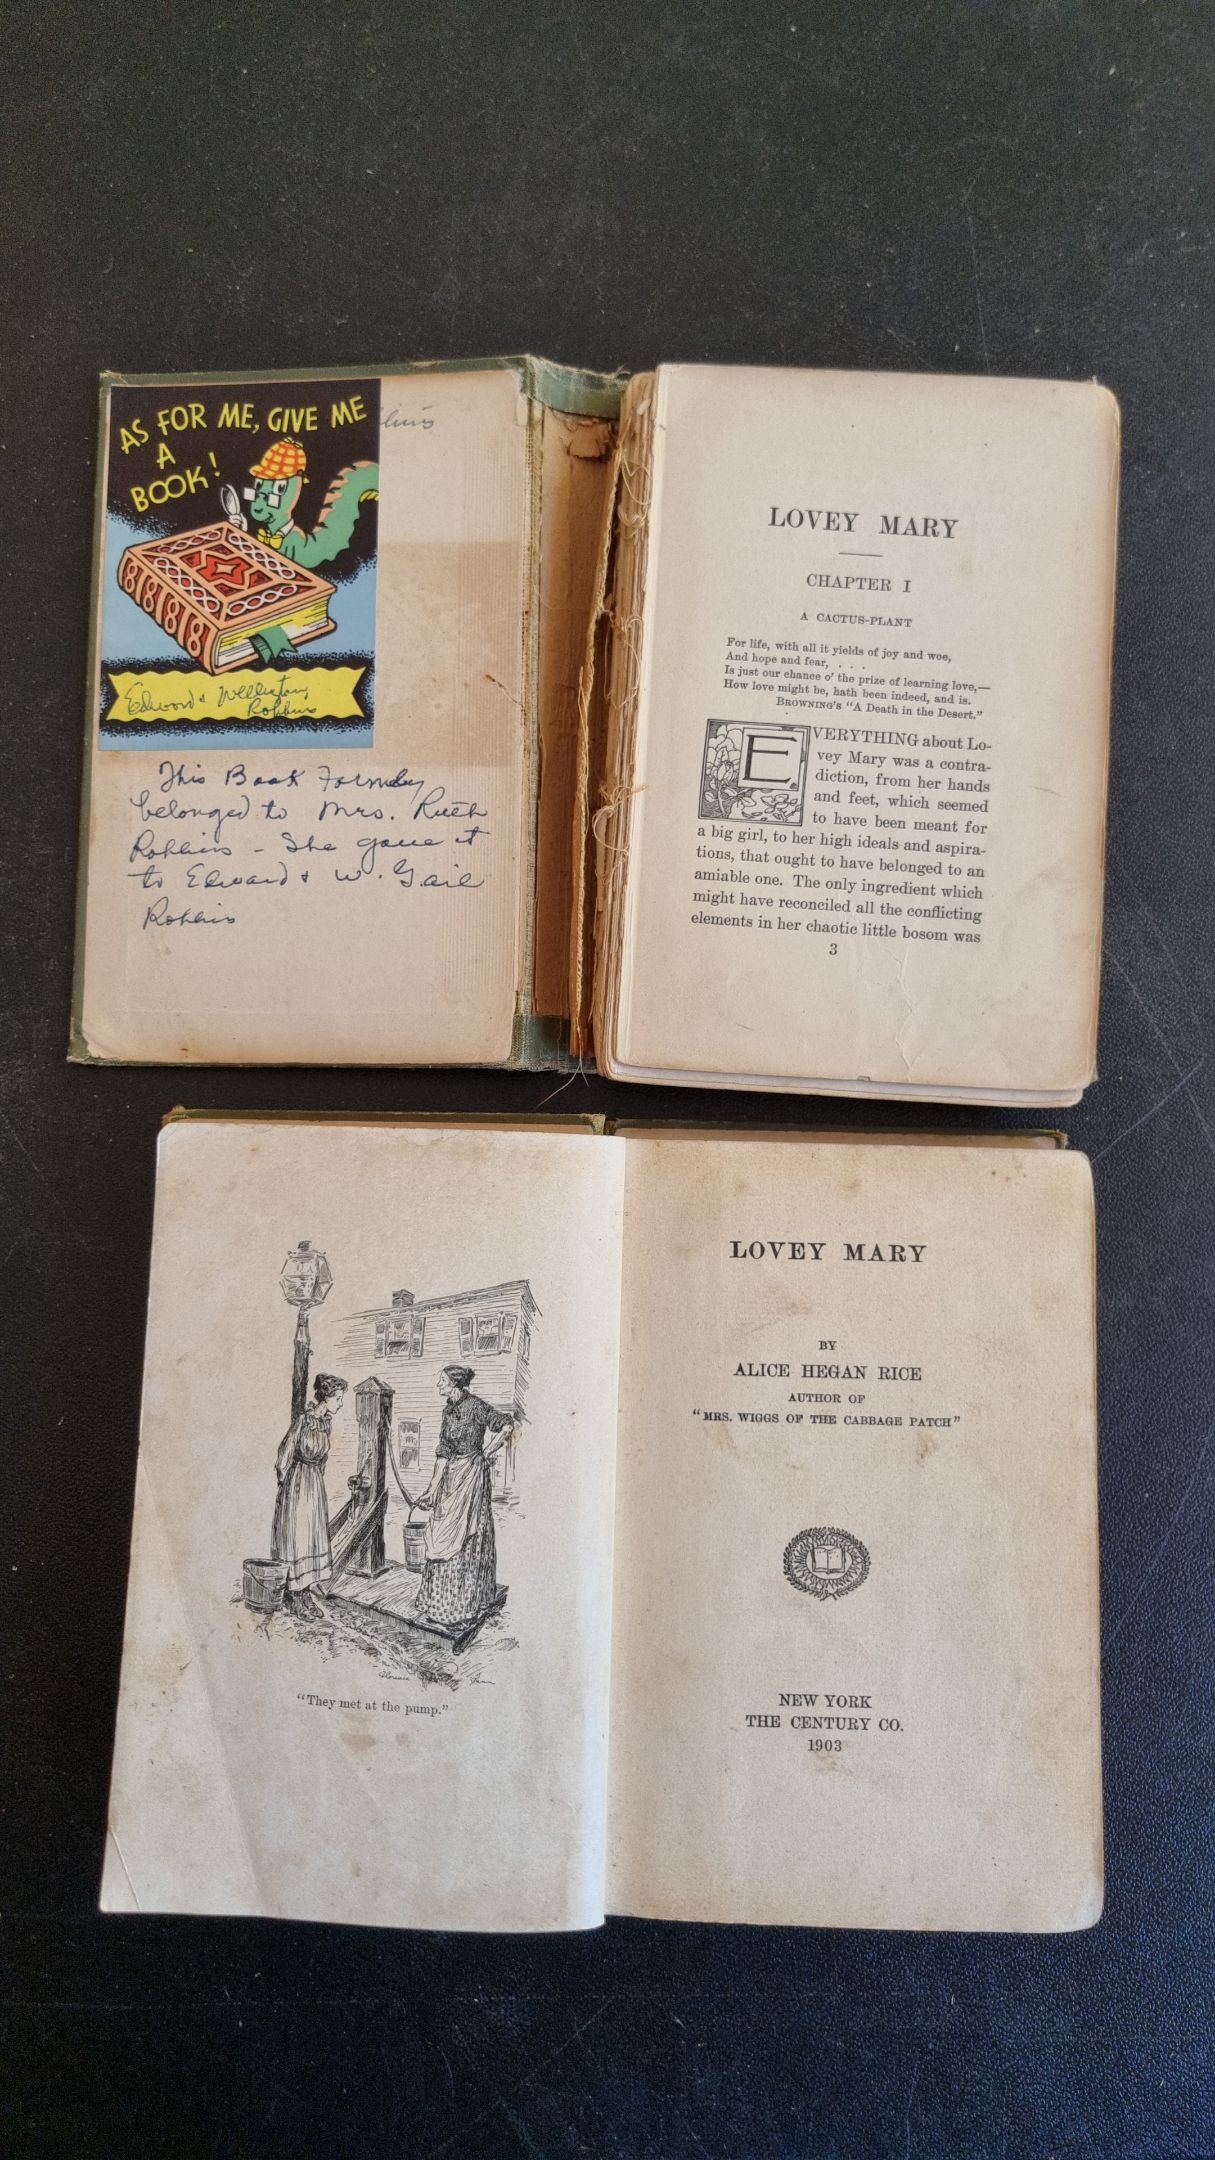 AS FOR ME, GIVE ME
A
BOOK!
Edward & Wellington
Robbins
This Book Formerley
belonged to Mrs. Ruth
Robbins - She gave it
to Edward & W. Gail
Robbins
LOVEY MARY
CHAPTER I
A CACTUS-PLANT
For life, with all it yields of joy and woe,
And hope and fear, . . .
Is just our chance o' the prize of learning love,—
How love might be, hath been indeed, and is.
BROWNING'S "A Death in the Desert."
EVERYTHING about Lo-
vey Mary was a contra-
diction, from her hands
and feet, which seemed
to have been meant for
a big girl, to her high ideals and aspira-
tions, that ought to have belonged to an
amiable one. The only ingredient which
might have reconciled all the conflicting
elements in her chaotic little bosom was
3
"They met at the pump."
LOVEY MARY
BY
ALICE HEGAN RICE
AUTHOR OF
"MRS. WIGGS OF THE CABBAGE PATCH"
NEW YORK
THE CENTURY CO.
1903